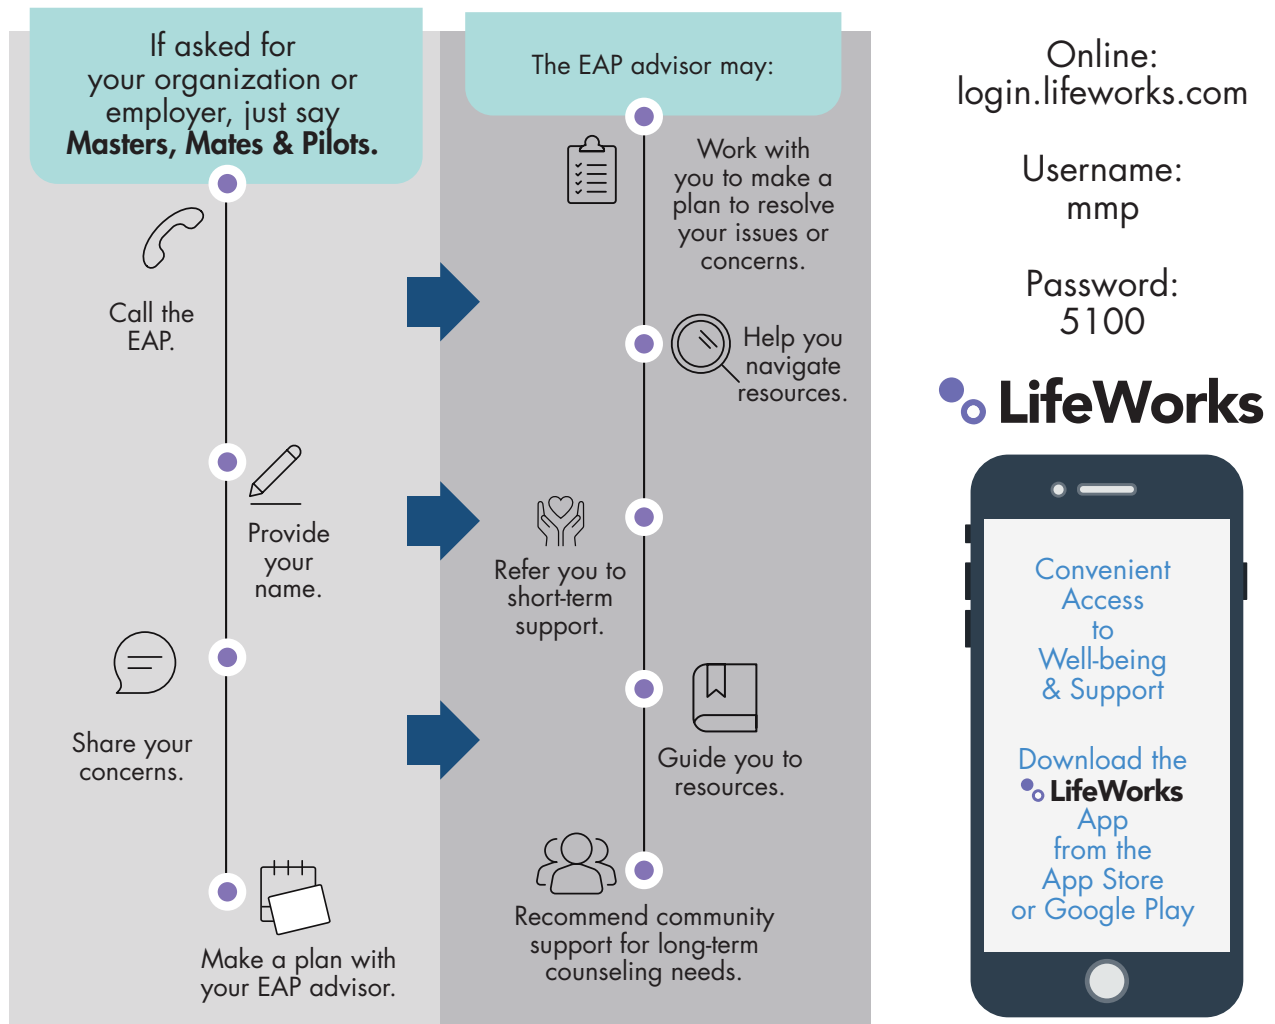 If asked for
your organization or
employer, just say
Masters, Mates & Pilots.
Call the
EAP.
Provide
your
name.
Share your
concerns.
Make a plan with
your EAP advisor.
The EAP advisor may:
Work with
you to make a
plan to resolve
your issues or
concerns.
Help you
navigate
resources.
Refer you to
short-term
support.
Guide you to
resources.
Recommend community
support for long-term
counseling needs.
Online:
login.lifeworks.com
Username:
mmp
Password:
5100
LifeWorks
Convenient
Access
to
Well-being
& Support
Download the
LifeWorks
App
from the
App Store
or Google Play